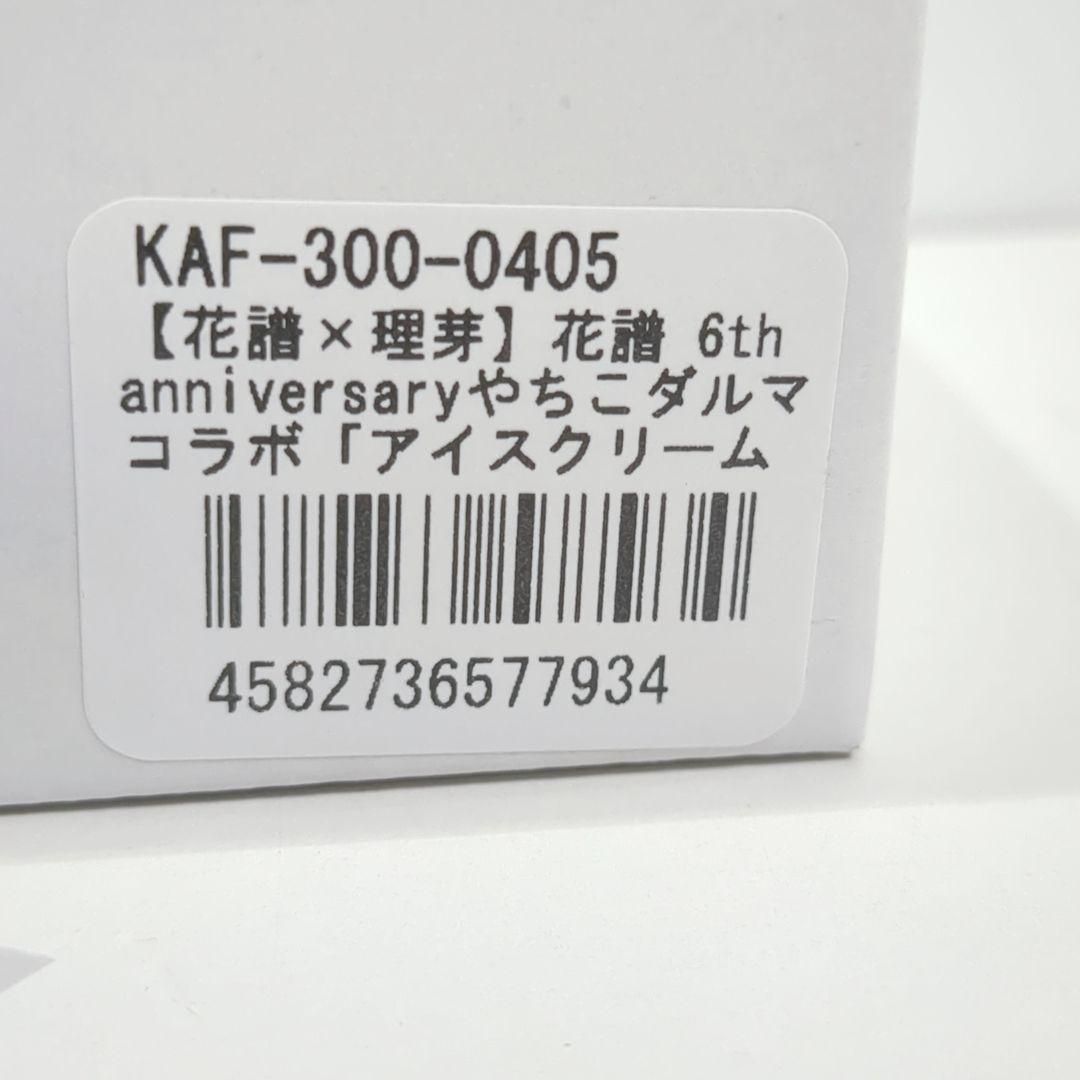 KAF-300-0405
【花譜×理芽】花譜 6th
anniversaryやちこダルマ
コラボ「アイスクリーム
4582736577934